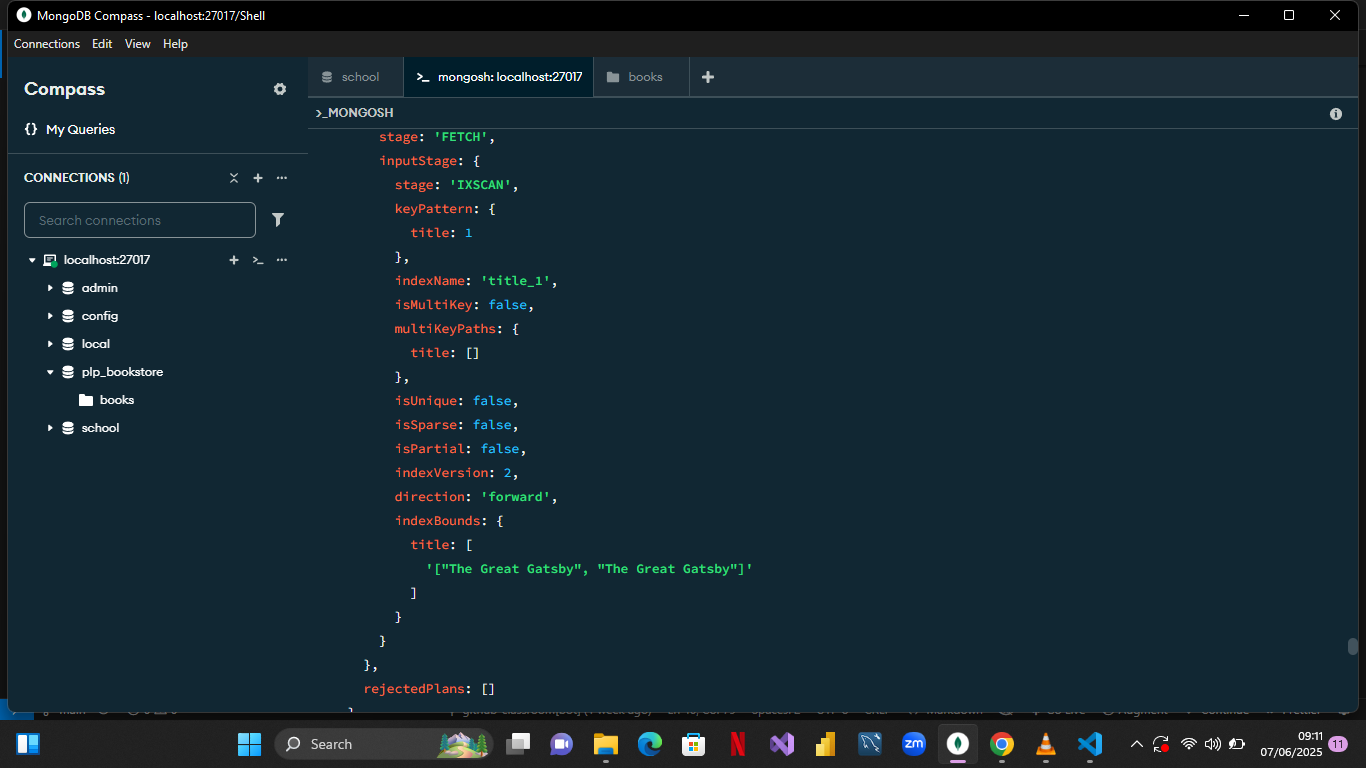 MongoDB Compass - localhost:27017/Shell
Connections Edit View Help
Compass
{} My Queries
CONNECTIONS (1)
Search connections
localhost:27017
admin
config
local
plp_bookstore
books
school
school
>_ mongosh: localhost:27017
books
>_MONGOSH
stage: 'FETCH',
inputStage: {
stage: 'IXSCAN',
keyPattern: {
title: 1
},
indexName: 'title_1',
isMultiKey: false,
multiKeyPaths: {
title: []
},
isUnique: false,
isSparse: false,
isPartial: false,
indexVersion: 2,
direction: 'forward',
indexBounds: {
title: [
'["The Great Gatsby", "The Great Gatsby"]'
]
}
}
},
rejectedPlans: []
Search
zm
09:11
07/06/2025
11